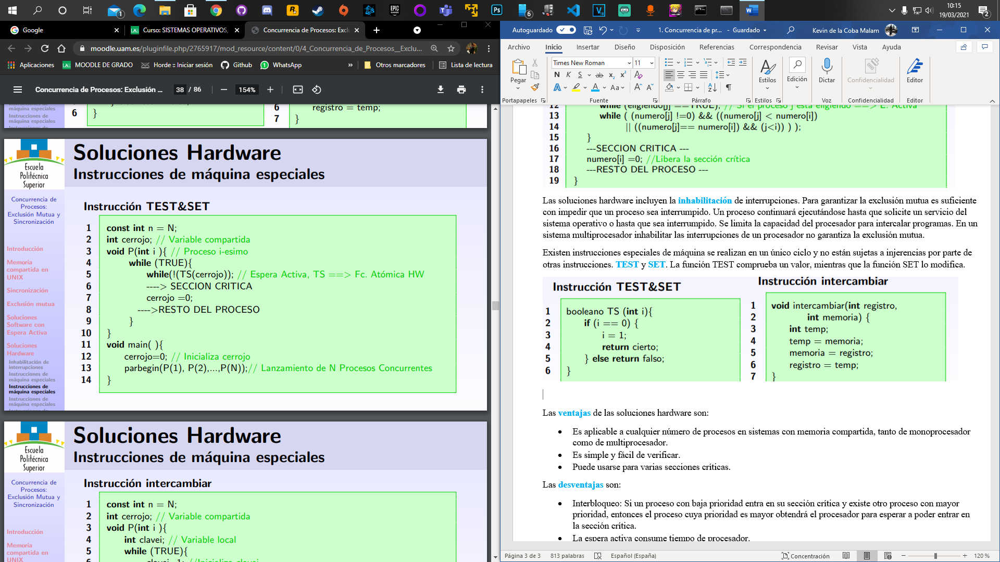 10:15
19/03/2021
Google
Curso: SISTEMAS OPERATIVOS,
Concurrencia de Procesos: Exclu
moodle.uam.es/pluginfile.php/2765917/mod_resource/content/0/4_Concurrencia_de_Procesos__Exclu...
Aplicaciones
MOODLE DE GRADO
Horde :: Iniciar sesión
Github
WhatsApp
»
Otros marcadores
Lista de lectura
Concurrencia de Procesos: Exclusión ...
38 / 86
154%
máquina especiales
Instrucciones de
máquina especiales
6 }
6 registro = temp;
7 }
Escuela
Politécnica
Superior
Soluciones Hardware
Instrucciones de máquina especiales
Concurrencia de
Procesos:
Exclusión Mutua y
Sincronización
Introducción
Memoria
compartida en
UNIX
Sincronización
Exclusión mutua
Soluciones
Software con
Espera Activa
Soluciones
Hardware
Inhabilitación de
interrupciones
Instrucciones de
máquina especiales
Instrucciones de
máquina especiales
Instrucciones de
máquina especiales
Instrucción TEST&SET
1 const int n = N;
2 int cerrojo; // Variable compartida
3 void P(int i ){ // Proceso i-esimo
4 while (TRUE){
5 while(!(TS(cerrojo)); // Espera Activa, TS ==> Fc. Atómica HW
6 ----> SECCION CRITICA
7 cerrojo =0;
8 ---->RESTO DEL PROCESO
9 }
10 }
11 void main( ){
12 cerrojo=0; // Inicializa cerrojo
13 parbegin(P(1), P(2),...,P(N));// Lanzamiento de N Procesos Concurrentes
14 }
Escuela
Politécnica
Superior
Soluciones Hardware
Instrucciones de máquina especiales
Concurrencia de
Procesos:
Exclusión Mutua y
Sincronización
Introducción
Memoria
compartida en
UNIX
Instrucción intercambiar
1 const int n = N;
2 int cerrojo; // Variable compartida
3 void P(int i ){
4 int clavei; // Variable local
5 while (TRUE){
Autoguardado
1. Concurrencia de pr... - Guardado
Kevin de la Coba Malam
Archivo
Inicio
Insertar
Diseño
Disposición
Referencias
Correspondencia
Revisar
Vista
Ayuda
Pegar
Times New Roman
11
N K S ab x₂ x²
A A Aa A A
Estilos
Edición
Dictar
Confidencialidad
Editor
Portapapeles
Fuente
Párrafo
Estilos
Voz
Confidencialidad
Editor
12 while (eligiendo[j] ==TRUE); // Si el proceso j está eligiendo ==> E. Activa
13 while ( (numero[j] !=0) && ((numero[j] < numero[i])
14 || ((numero[j]== numero[i]) && (j<i)) ) );
15 }
16 ---SECCION CRITICA ---
17 numero[i] =0; //Libera la sección crítica
18 ---RESTO DEL PROCESO ---
19 }
Las soluciones hardware incluyen la inhabilitación de interrupciones. Para garantizar la exclusión mutua es suficiente
con impedir que un proceso sea interrumpido. Un proceso continuará ejecutándose hasta que solicite un servicio del
sistema operativo o hasta que sea interrumpido. Se limita la capacidad del procesador para intercalar programas. En un
sistema multiprocesador inhabilitar las interrupciones de un procesador no garantiza la exclusión mutua.
Existen instrucciones especiales de máquina se realizan en un único ciclo y no están sujetas a injerencias por parte de
otras instrucciones. TEST y SET. La función TEST comprueba un valor, mientras que la función SET lo modifica.
Instrucción TEST&SET
1 booleano TS (int i){
2 if (i == 0) {
3 i = 1;
4 return cierto;
5 } else return falso;
6 }
Instrucción intercambiar
1 void intercambiar(int registro,
2 int memoria) {
3 int temp;
4 temp = memoria;
5 memoria = registro;
6 registro = temp;
7 }
Las ventajas de las soluciones hardware son:
• Es aplicable a cualquier número de procesos en sistemas con memoria compartida, tanto de monoprocesador
como de multiprocesador.
• Es simple y fácil de verificar.
• Puede usarse para varias secciones críticas.
Las desventajas son:
• Interbloqueo: Si un proceso con baja prioridad entra en su sección crítica y existe otro proceso con mayor
prioridad, entonces el proceso cuya prioridad es mayor obtendrá el procesador para esperar a poder entrar en
la sección crítica.
• La espera activa consume tiempo de procesador.
Página 3 de 3
813 palabras
Español (España)
Concentración
120 %